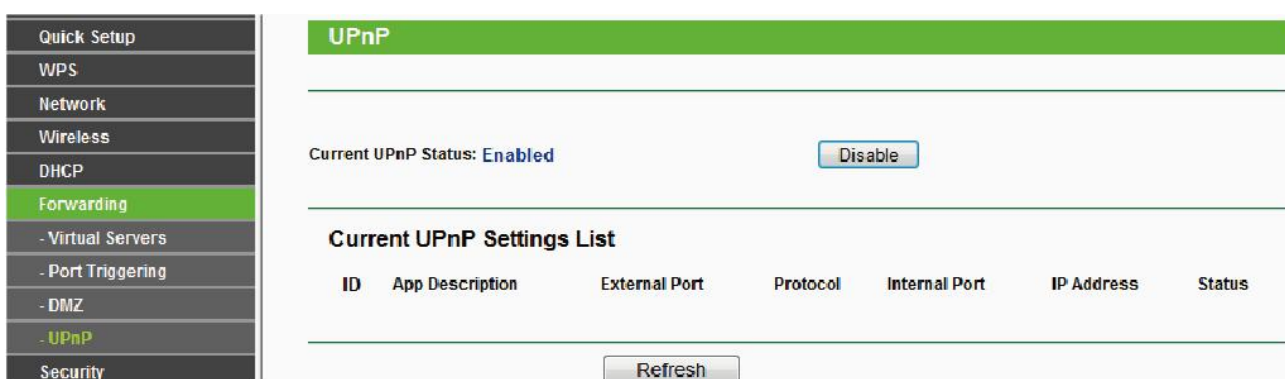 Quick Setup
WPS
Network
Wireless
DHCP
Forwarding
- Virtual Servers
- Port Triggering
- DMZ
- UPnP
Security
UPnP
Current UPnP Status: Enabled Disable
Current UPnP Settings List
ID App Description External Port Protocol Internal Port IP Address Status
Refresh